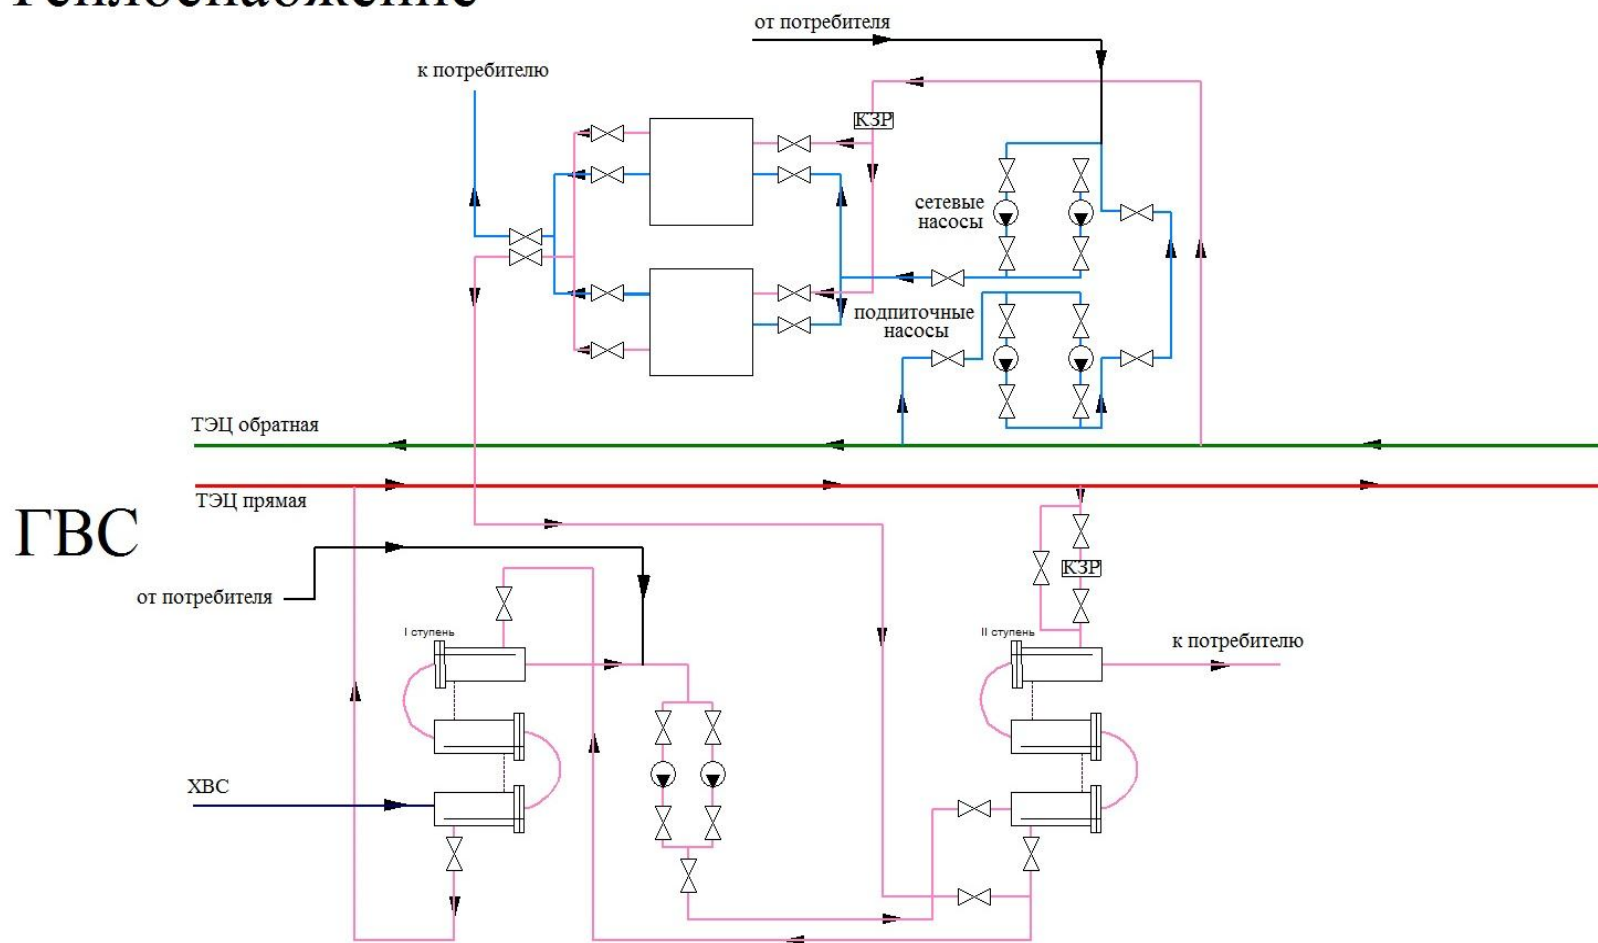 Теплоснабжение
от потребителя
к потребителю
КЗР
сетевые
насосы
подпиточные
насосы
ТЭЦ обратная
ТЭЦ прямая
ГВС
КЗР
от потребителя
I ступень
II ступень
к потребителю
ХВС